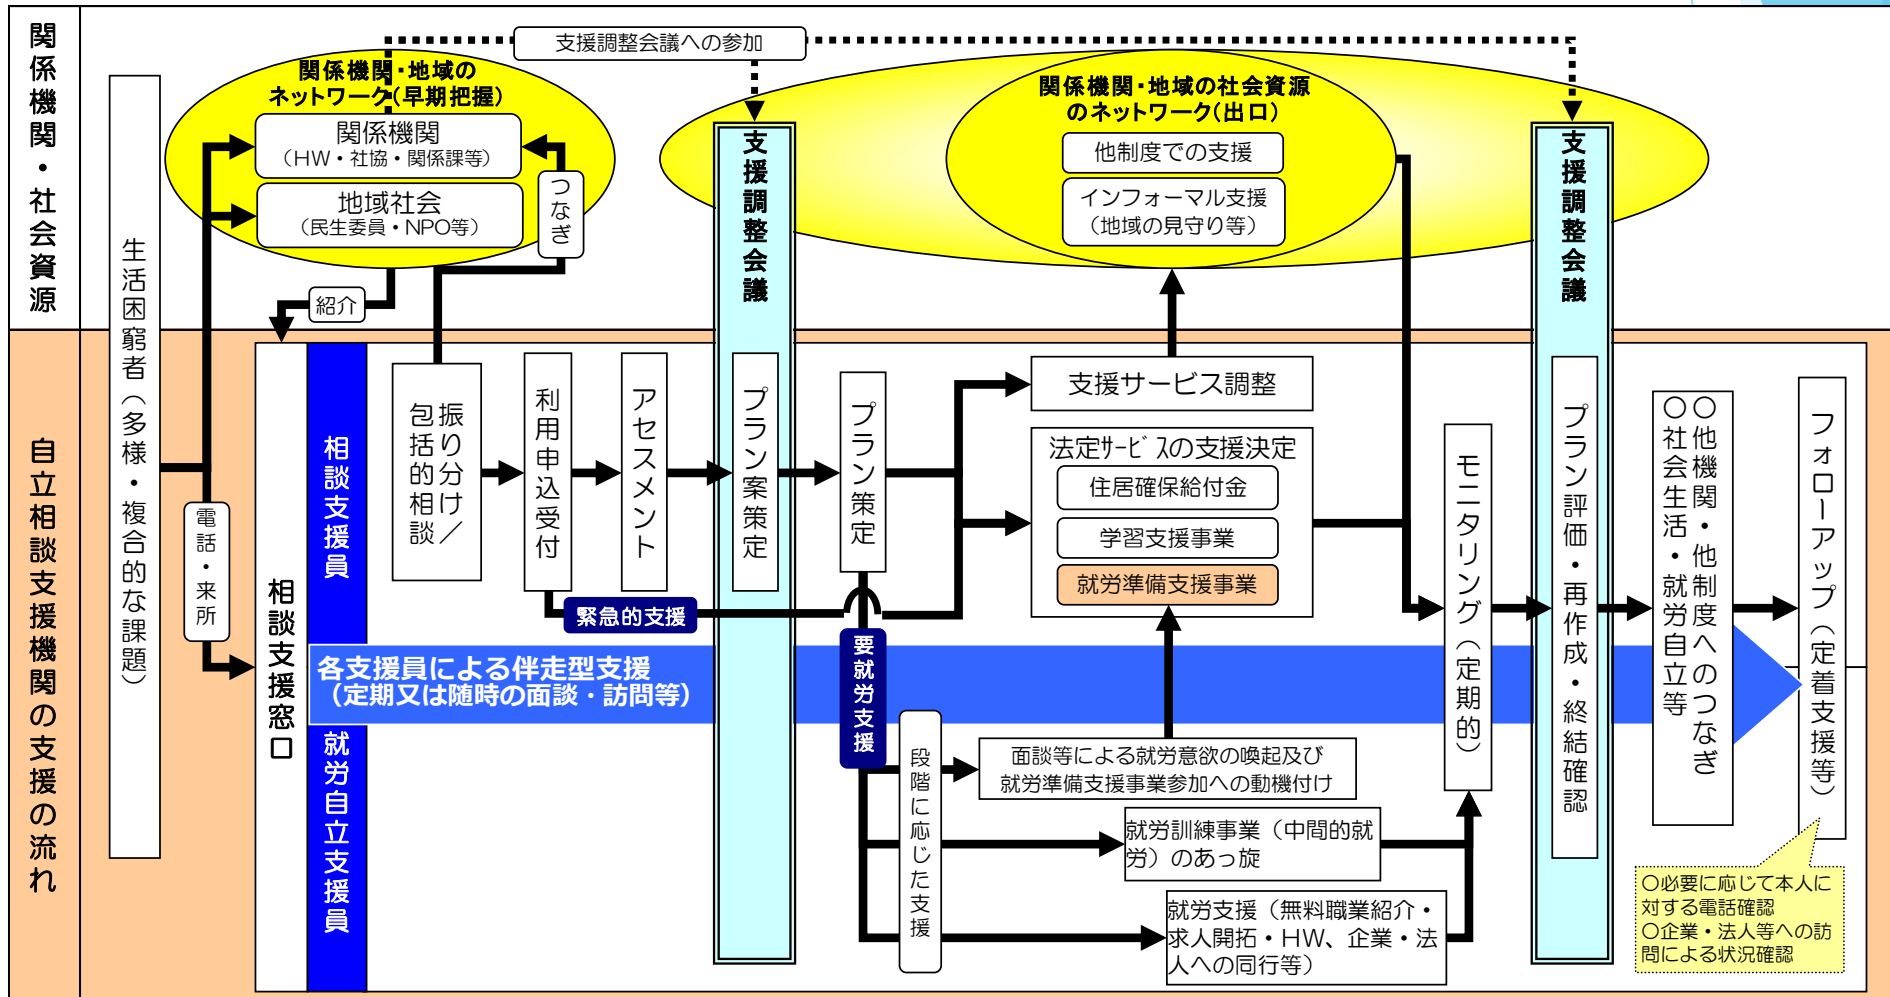 関係機関・社会資源
自立相談支援機関の支援の流れ
支援調整会議への参加
関係機関・地域の
ネットワーク(早期把握)
関係機関
（HW・社協・関係課等）
地域社会
（民生委員・NPO等）
つなぎ
紹介
生活困窮者（多様・複合的な課題）
電話・来所
関係機関・地域の社会資源
のネットワーク(出口)
他制度での支援
インフォーマル支援
（地域の見守り等）
支援調整会議
支援調整会議
相談支援窓口
相談支援員
就労自立支援員
振り分け／
包括的相談
利用申込受付
アセスメント
プラン案策定
プラン策定
緊急的支援
要就労支援
支援サービス調整
法定ｻｰﾋﾞｽの支援決定
住居確保給付金
学習支援事業
就労準備支援事業
各支援員による伴走型支援
（定期又は随時の面談・訪問等）
段階に応じた支援
面談等による就労意欲の喚起及び
就労準備支援事業参加への動機付け
就労訓練事業（中間的就
労）のあっ旋
就労支援（無料職業紹介・
求人開拓・HW、企業・法
人への同行等）
モニタリング（定期的）
プラン評価・再作成・終結確認
〇他機関・他制度へのつなぎ
〇社会生活・就労自立等
フォローアップ（定着支援等）
〇必要に応じて本人に
対する電話確認
〇企業・法人等への訪
問による状況確認